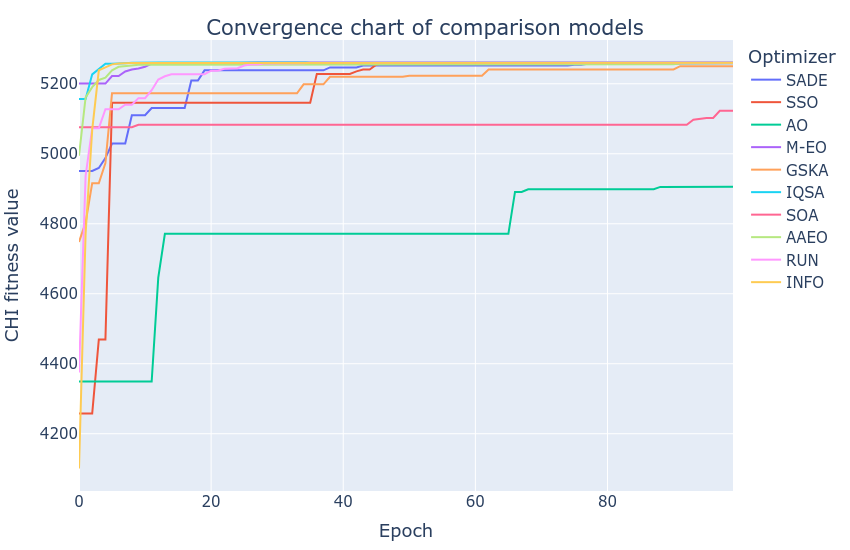 Convergence chart of comparison models
CHI fitness value
5200
5000
4800
4600
4400
4200
0
20
40
60
80
Epoch
Optimizer
SADE
SSO
AO
M-EO
GSKA
IQSA
SOA
AAEO
RUN
INFO